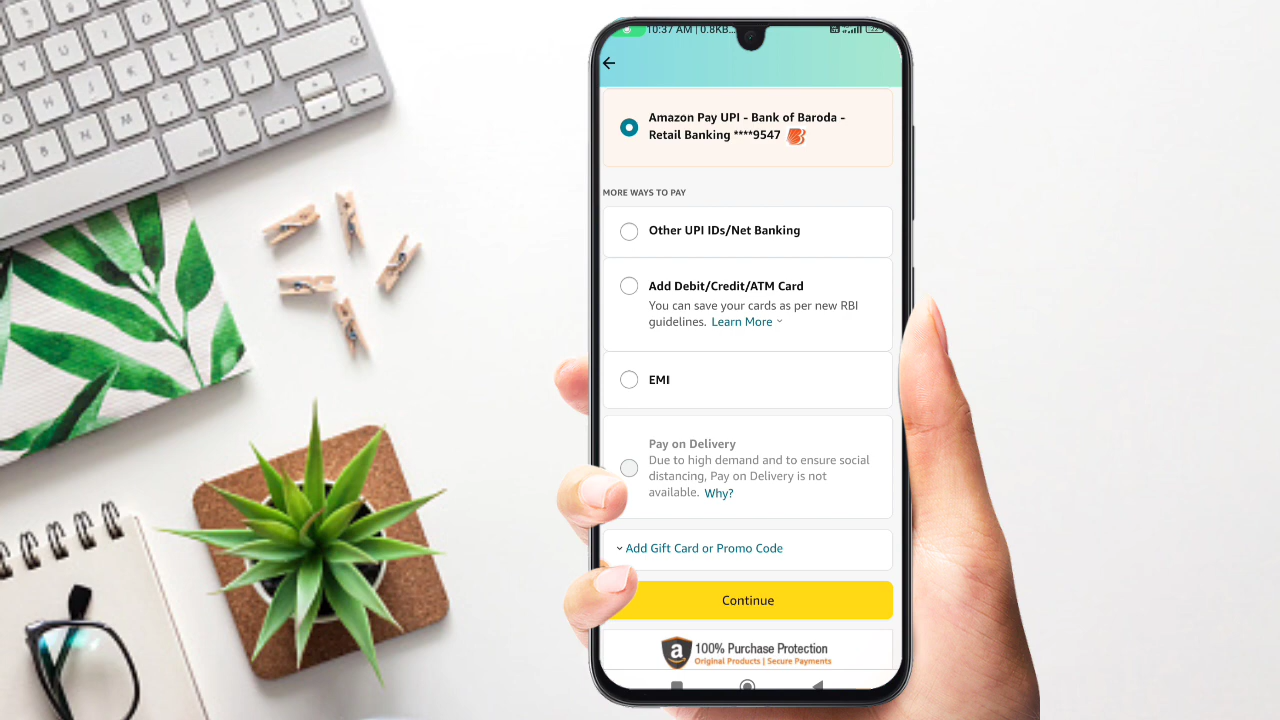 10:37 AM | 0.8KB...
Amazon Pay UPI - Bank of Baroda -
Retail Banking ****9547
MORE WAYS TO PAY
Other UPI IDs/Net Banking
Add Debit/Credit/ATM Card
You can save your cards as per new RBI
guidelines. Learn More
EMI
Pay on Delivery
Due to high demand and to ensure social
distancing, Pay on Delivery is not
available. Why?
Add Gift Card or Promo Code
Continue
a 100% Purchase Protection
Original Products | Secure Payments